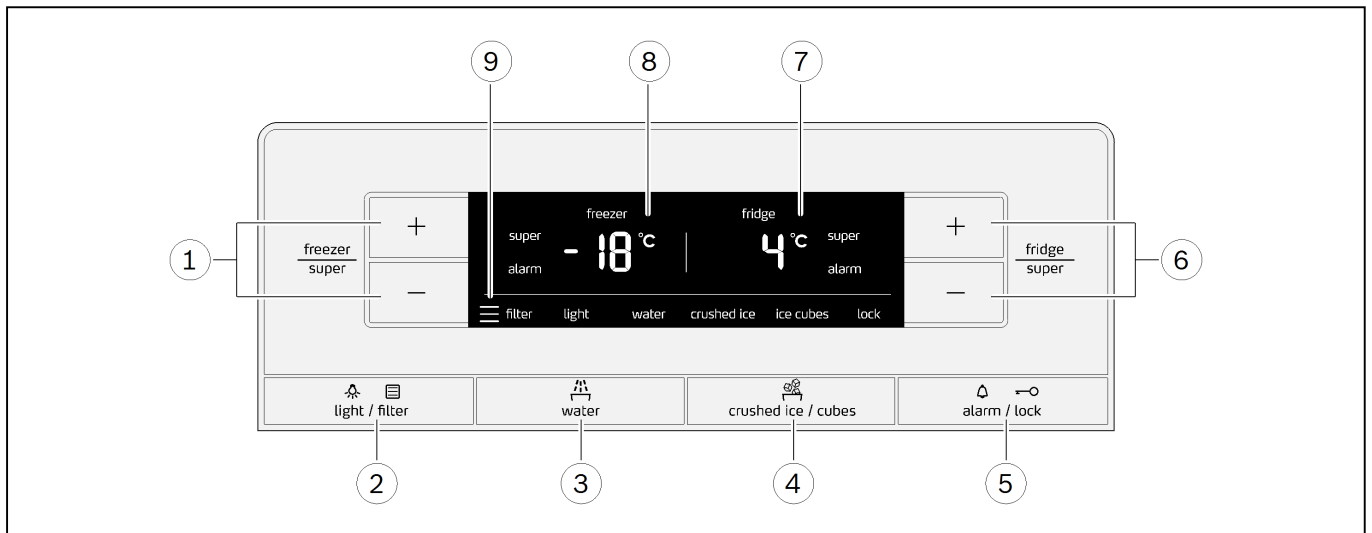 9 8 7
freezer fridge
super -18 °C 4 °C super
alarm alarm
filter light water crushed ice ice cubes lock
1 freezer + + fridge 6
super − − super
light / filter water crushed ice / cubes alarm / lock
2 3 4 5